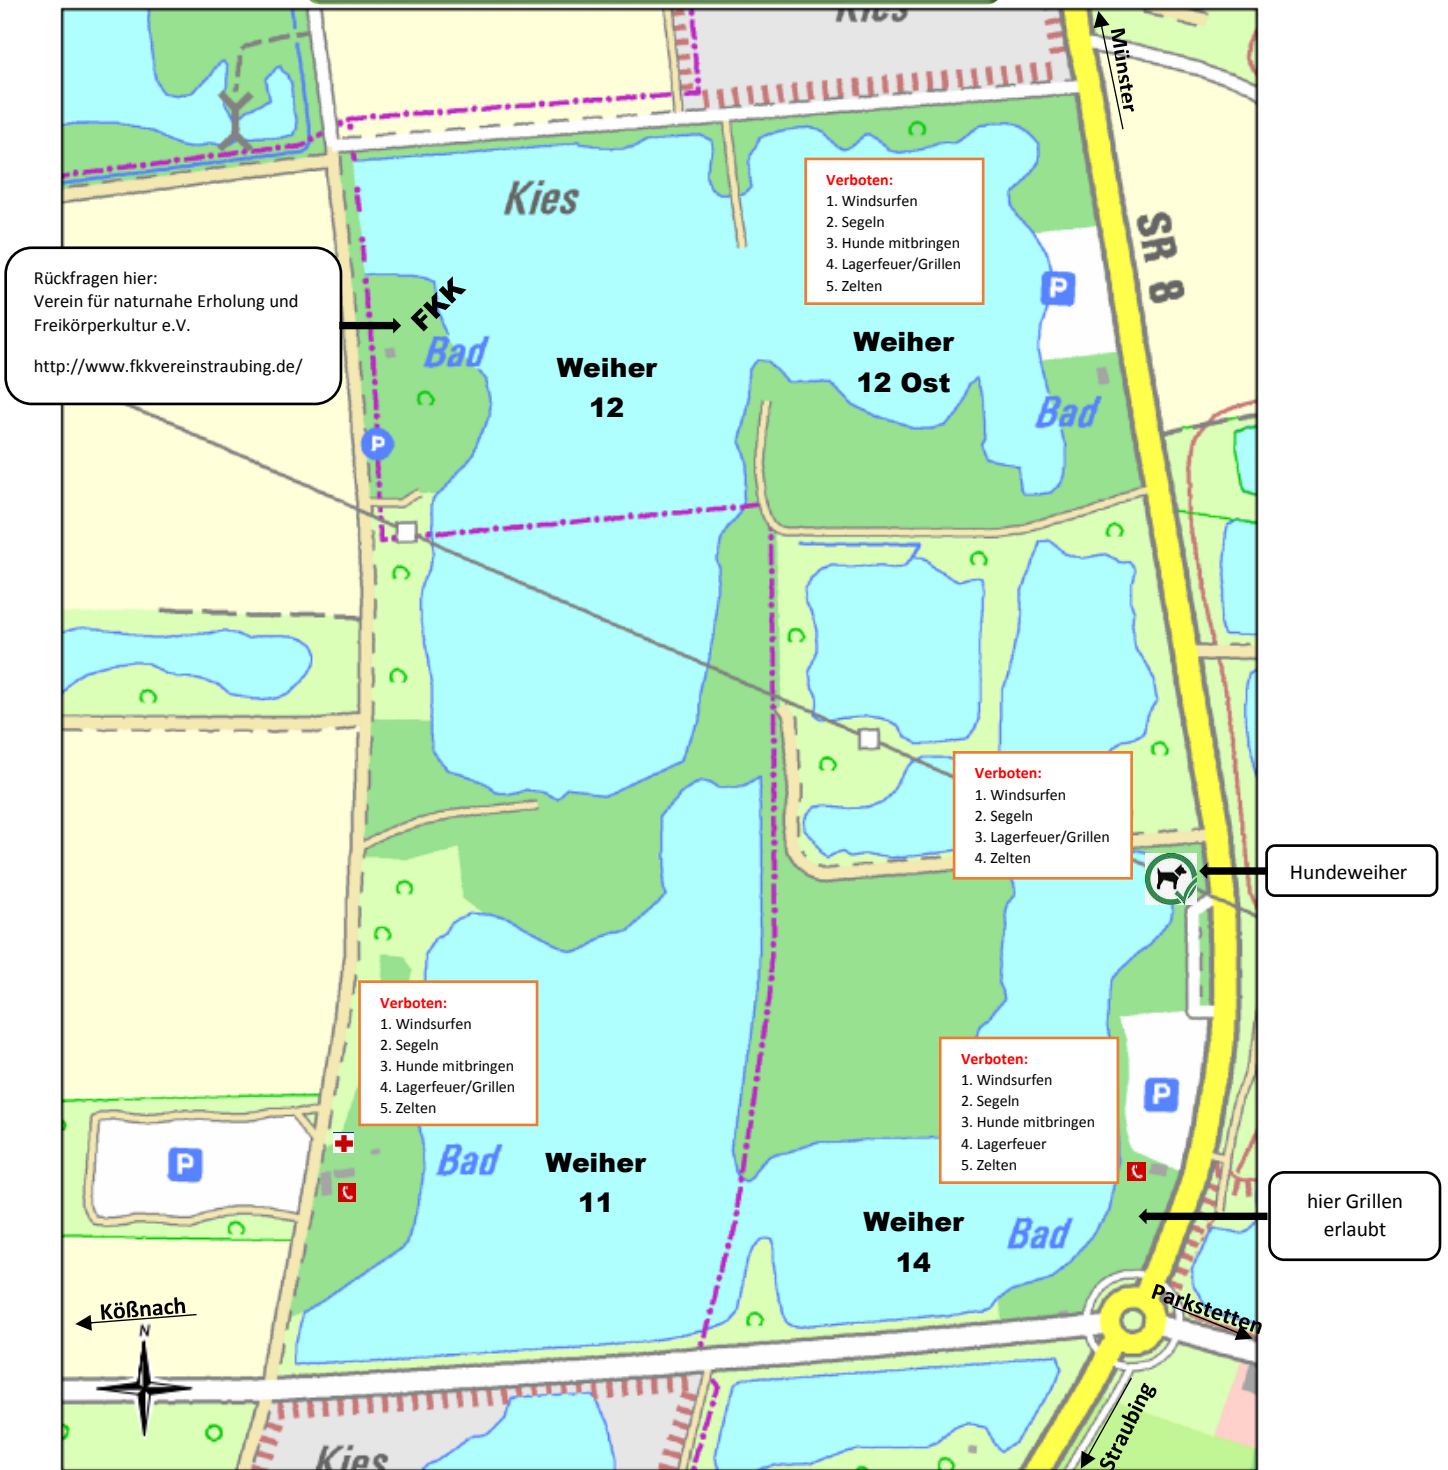 Kies
Münster
Kies
Verboten:
1. Windsurfen
2. Segeln
3. Hunde mitbringen
4. Lagerfeuer/Grillen
5. Zelten
SR 8
P
Rückfragen hier:
Verein für naturnahe Erholung und
Freikörperkultur e.V.
http://www.fkkvereinstraubing.de/
FKK
Bad
Weiher
12
Weiher
12 Ost
Bad
P
Verboten:
1. Windsurfen
2. Segeln
3. Lagerfeuer/Grillen
4. Zelten
Hundeweiher
Verboten:
1. Windsurfen
2. Segeln
3. Hunde mitbringen
4. Lagerfeuer/Grillen
5. Zelten
Verboten:
1. Windsurfen
2. Segeln
3. Hunde mitbringen
4. Lagerfeuer
5. Zelten
P
P
Bad
Weiher
11
Weiher
14
Bad
hier Grillen
erlaubt
Kößnach
N
Parkstetten
Straubing
Kies